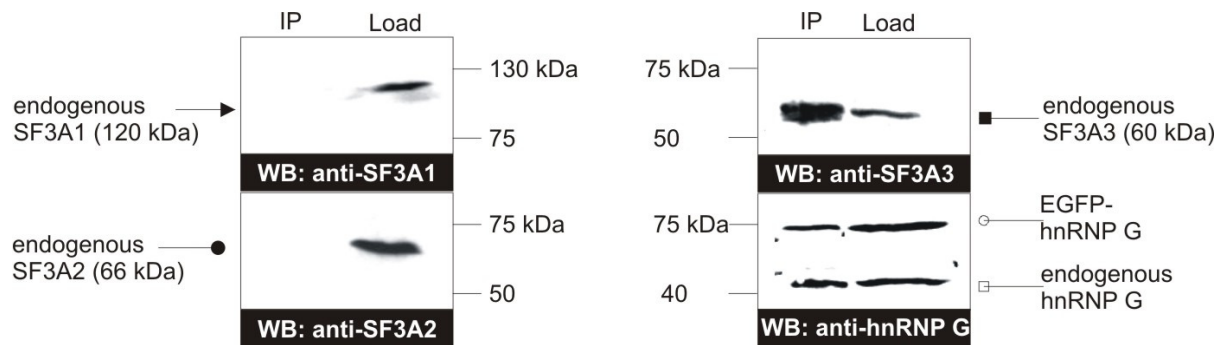 IP Load
endogenous
SF3A1 (120 kDa)
130 kDa
75
WB: anti-SF3A1
endogenous
SF3A2 (66 kDa)
75 kDa
50
WB: anti-SF3A2
IP Load
75 kDa
50
endogenous
SF3A3 (60 kDa)
WB: anti-SF3A3
75 kDa
40
EGFP-
hnRNP G
endogenous
hnRNP G
WB: anti-hnRNP G